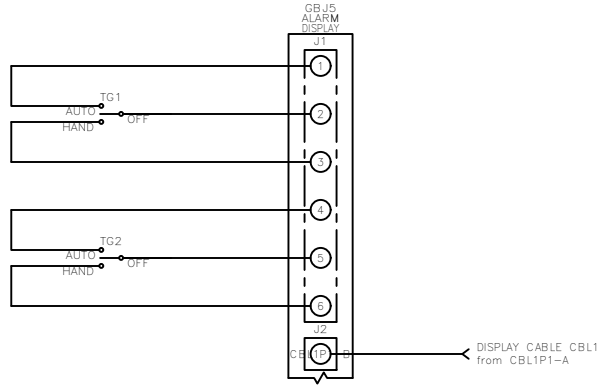 GBJ5
ALARM
DISPLAY
J1
1
TG1
AUTO
OFF
2
HAND
3
4
TG2
AUTO
OFF
5
HAND
6
J2
CBL1P1-B
DISPLAY CABLE CBL1
from CBL1P1-A